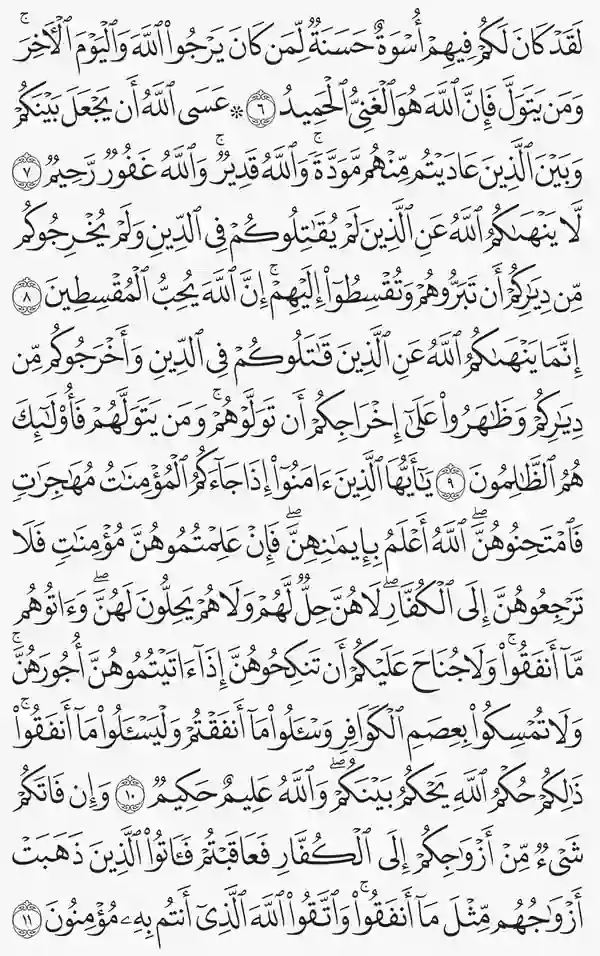 لَقَدۡ كَانَ لَكُمۡ فِيهِمۡ أُسۡوَةٌ حَسَنَةٞ لِّمَن كَانَ يَرۡجُواْ ٱللَّهَ وَٱلۡيَوۡمَ ٱلۡأٓخِرَۚ
وَمَن يَتَوَلَّ فَإِنَّ ٱللَّهَ هُوَ ٱلۡغَنِيُّ ٱلۡحَمِيدُ ٦ ۞ عَسَى ٱللَّهُ أَن يَجۡعَلَ بَيۡنَكُمۡ
وَبَيۡنَ ٱلَّذِينَ عَادَيۡتُم مِّنۡهُم مَّوَدَّةٗۚ وَٱللَّهُ قَدِيرٞۚ وَٱللَّهُ غَفُورٞ رَّحِيمٞ ٧
لَّا يَنۡهَىٰكُمُ ٱللَّهُ عَنِ ٱلَّذِينَ لَمۡ يُقَٰتِلُوكُمۡ فِي ٱلدِّينِ وَلَمۡ يُخۡرِجُوكُم
مِّن دِيَٰرِكُمۡ أَن تَبَرُّوهُمۡ وَتُقۡسِطُوٓاْ إِلَيۡهِمۡۚ إِنَّ ٱللَّهَ يُحِبُّ ٱلۡمُقۡسِطِينَ ٨
إِنَّمَا يَنۡهَىٰكُمُ ٱللَّهُ عَنِ ٱلَّذِينَ قَٰتَلُوكُمۡ فِي ٱلدِّينِ وَأَخۡرَجُوكُم مِّن
دِيَٰرِكُمۡ وَظَٰهَرُواْ عَلَىٰٓ إِخۡرَاجِكُمۡ أَن تَوَلَّوۡهُمۡۚ وَمَن يَتَوَلَّهُمۡ فَأُوْلَٰٓئِكَ
هُمُ ٱلظَّٰلِمُونَ ٩ يَٰٓأَيُّهَا ٱلَّذِينَ ءَامَنُوٓاْ إِذَا جَآءَكُمُ ٱلۡمُؤۡمِنَٰتُ مُهَٰجِرَٰتٖ
فَٱمۡتَحِنُوهُنَّۖ ٱللَّهُ أَعۡلَمُ بِإِيمَٰنِهِنَّۖ فَإِنۡ عَلِمۡتُمُوهُنَّ مُؤۡمِنَٰتٖ فَلَا
تَرۡجِعُوهُنَّ إِلَى ٱلۡكُفَّارِۖ لَا هُنَّ حِلّٞ لَّهُمۡ وَلَا هُمۡ يَحِلُّونَ لَهُنَّۖ وَءَاتُوهُم
مَّآ أَنفَقُواْۚ وَلَا جُنَاحَ عَلَيۡكُمۡ أَن تَنكِحُوهُنَّ إِذَآ ءَاتَيۡتُمُوهُنَّ أُجُورَهُنَّۚ
وَلَا تُمۡسِكُواْ بِعِصَمِ ٱلۡكَوَافِرِ وَسۡـَٔلُواْ مَآ أَنفَقۡتُمۡ وَلۡيَسۡـَٔلُواْ مَآ أَنفَقُواْۚ
ذَٰلِكُمۡ حُكۡمُ ٱللَّهِ يَحۡكُمُ بَيۡنَكُمۡۖ وَٱللَّهُ عَلِيمٌ حَكِيمٞ ١٠ وَإِن فَاتَكُمۡ
شَيۡءٞ مِّنۡ أَزۡوَٰجِكُمۡ إِلَى ٱلۡكُفَّارِ فَعَاقَبۡتُمۡ فَـَٔاتُواْ ٱلَّذِينَ ذَهَبَتۡ
أَزۡوَٰجُهُم مِّثۡلَ مَآ أَنفَقُواْۚ وَٱتَّقُواْ ٱللَّهَ ٱلَّذِيٓ أَنتُم بِهِۦ مُؤۡمِنُونَ ١١